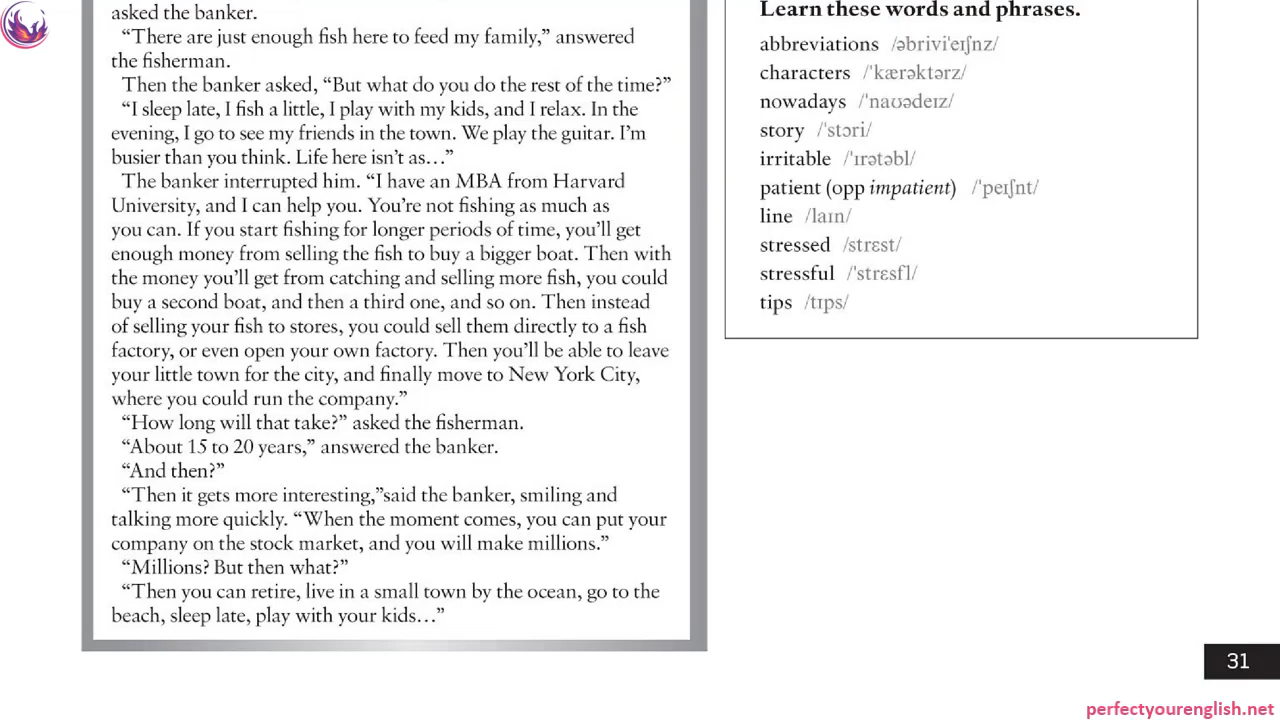 asked the banker.
“There are just enough fish here to feed my family,” answered
the fisherman.
Then the banker asked, “But what do you do the rest of the time?”
“I sleep late, I fish a little, I play with my kids, and I relax. In the
evening, I go to see my friends in the town. We play the guitar. I’m
busier than you think. Life here isn’t as…”
The banker interrupted him. “I have an MBA from Harvard
University, and I can help you. You’re not fishing as much as
you can. If you start fishing for longer periods of time, you’ll get
enough money from selling the fish to buy a bigger boat. Then with
the money you’ll get from catching and selling more fish, you could
buy a second boat, and then a third one, and so on. Then instead
of selling your fish to stores, you could sell them directly to a fish
factory, or even open your own factory. Then you’ll be able to leave
your little town for the city, and finally move to New York City,
where you could run the company.”
“How long will that take?” asked the fisherman.
“About 15 to 20 years,” answered the banker.
“And then?”
“Then it gets more interesting,”said the banker, smiling and
talking more quickly. “When the moment comes, you can put your
company on the stock market, and you will make millions.”
“Millions? But then what?”
“Then you can retire, live in a small town by the ocean, go to the
beach, sleep late, play with your kids…”
Learn these words and phrases.
abbreviations /əbrivi'eɪʃnz/
characters /'kærəktərz/
nowadays /'naʊədeɪz/
story /'stɔri/
irritable /'ɪrətəbl/
patient (opp impatient) /'peɪʃnt/
line /laɪn/
stressed /strɛst/
stressful /'strɛsfl/
tips /tɪps/
31
perfectyourenglish.net